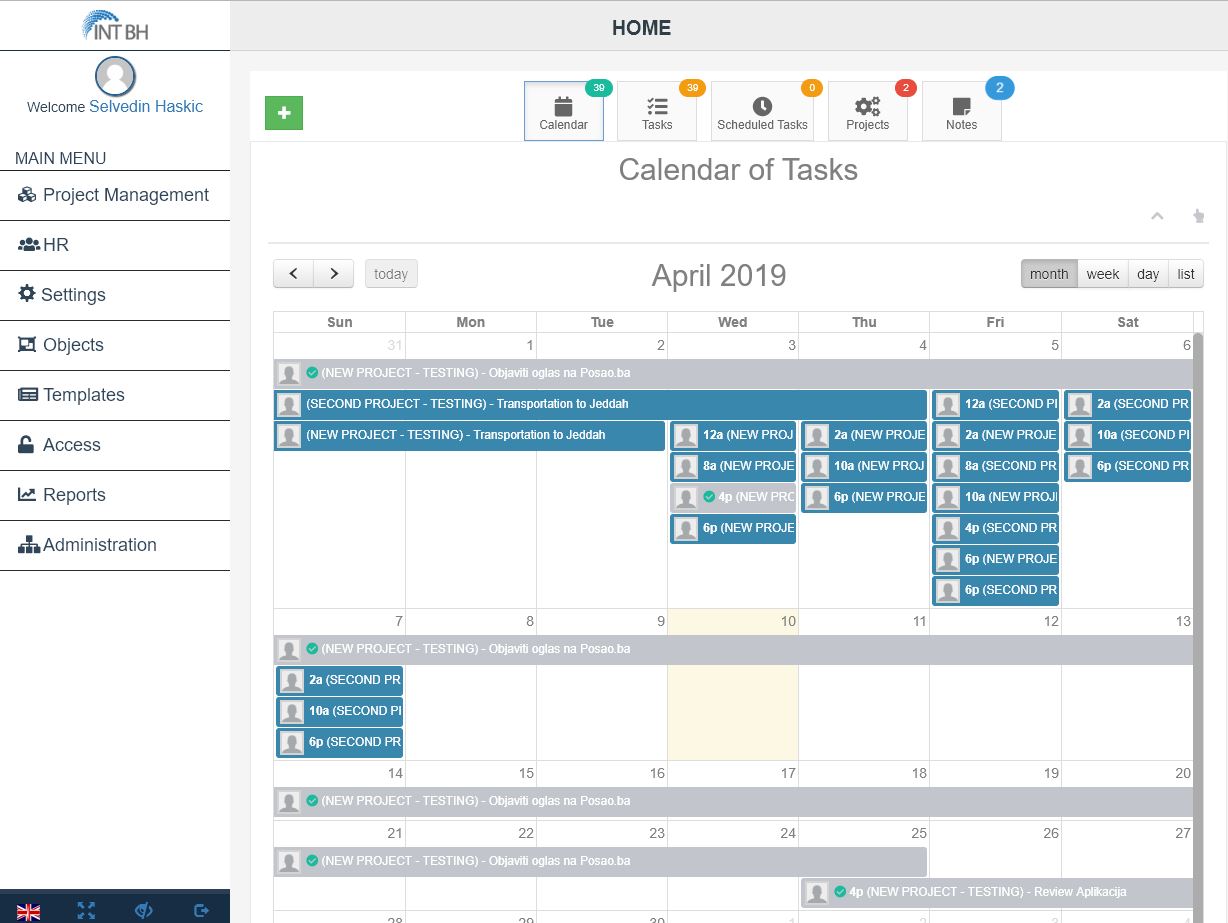 INT BH
HOME
Welcome Selvedin Haskic
MAIN MENU
Project Management
HR
Settings
Objects
Templates
Access
Reports
Administration
39
Calendar
39
Tasks
0
Scheduled Tasks
2
Projects
2
Notes
Calendar of Tasks
today
April 2019
month week day list
Sun Mon Tue Wed Thu Fri Sat
31 1 2 3 4 5 6
(NEW PROJECT - TESTING) - Objaviti oglas na Posao.ba
(SECOND PROJECT - TESTING) - Transportation to Jeddah
12a (SECOND PI
2a (SECOND PR
(NEW PROJECT - TESTING) - Transportation to Jeddah
12a (NEW PROJ
2a (NEW PROJE
2a (NEW PROJE
10a (SECOND PI
8a (NEW PROJE
10a (NEW PROJ
8a (SECOND PR
6p (SECOND PR
4p (NEW PRO
6p (NEW PROJE
10a (NEW PROJ
6p (NEW PROJE
4p (SECOND PR
6p (NEW PROJE
6p (SECOND PR
7 8 9 10 11 12 13
(NEW PROJECT - TESTING) - Objaviti oglas na Posao.ba
2a (SECOND PR
10a (SECOND PI
6p (SECOND PR
14 15 16 17 18 19 20
(NEW PROJECT - TESTING) - Objaviti oglas na Posao.ba
21 22 23 24 25 26 27
(NEW PROJECT - TESTING) - Objaviti oglas na Posao.ba
4p (NEW PROJECT - TESTING) - Review Aplikacija
28 29 30 1 2 3 4